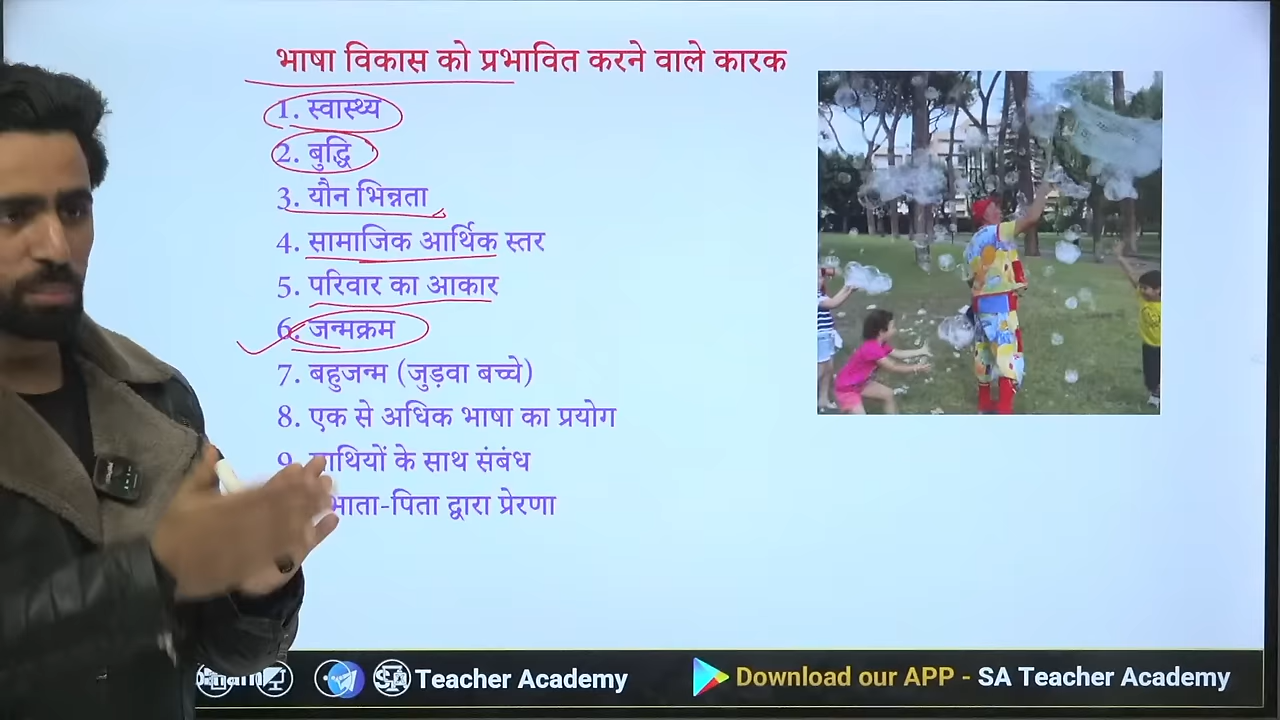 भाषा विकास को प्रभावित करने वाले कारक
1. स्वास्थ्य
2. बुद्धि
3. यौन भिन्नता
4. सामाजिक आर्थिक स्तर
5. परिवार का आकार
6. जन्मक्रम
7. बहुजन्म (जुड़वा बच्चे)
8. एक से अधिक भाषा का प्रयोग
के साथ संबंध
द्वारा प्रेरणा
Teacher Academy
Download our APP - SA Teacher Academy